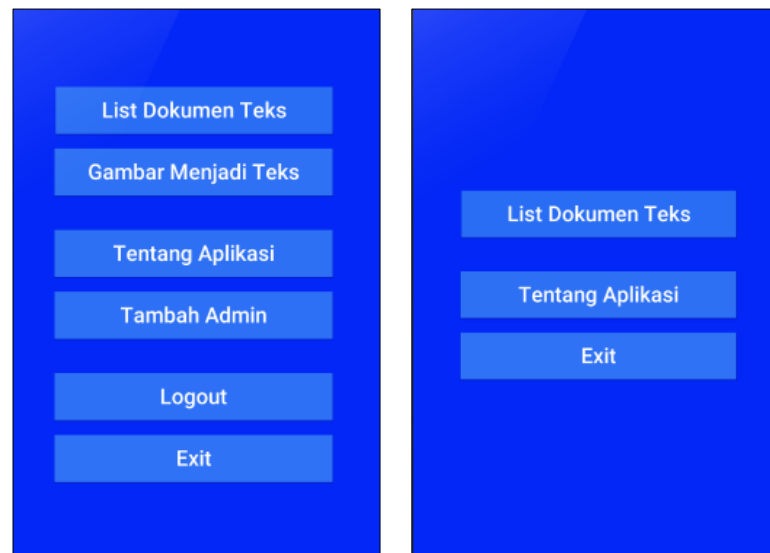 List Dokumen Teks
Gambar Menjadi Teks
Tentang Aplikasi
Tambah Admin
Logout
Exit
List Dokumen Teks
Tentang Aplikasi
Exit